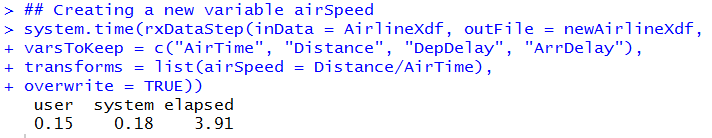 > ## Creating a new variable airSpeed
> system.time(rxDataStep(inData = AirlineXdf, outFile = newAirlineXdf,
+ varsToKeep = c("AirTime", "Distance", "DepDelay", "ArrDelay"),
+ transforms = list(airSpeed = Distance/AirTime),
+ overwrite = TRUE))
   user  system elapsed
   0.15    0.18    3.91